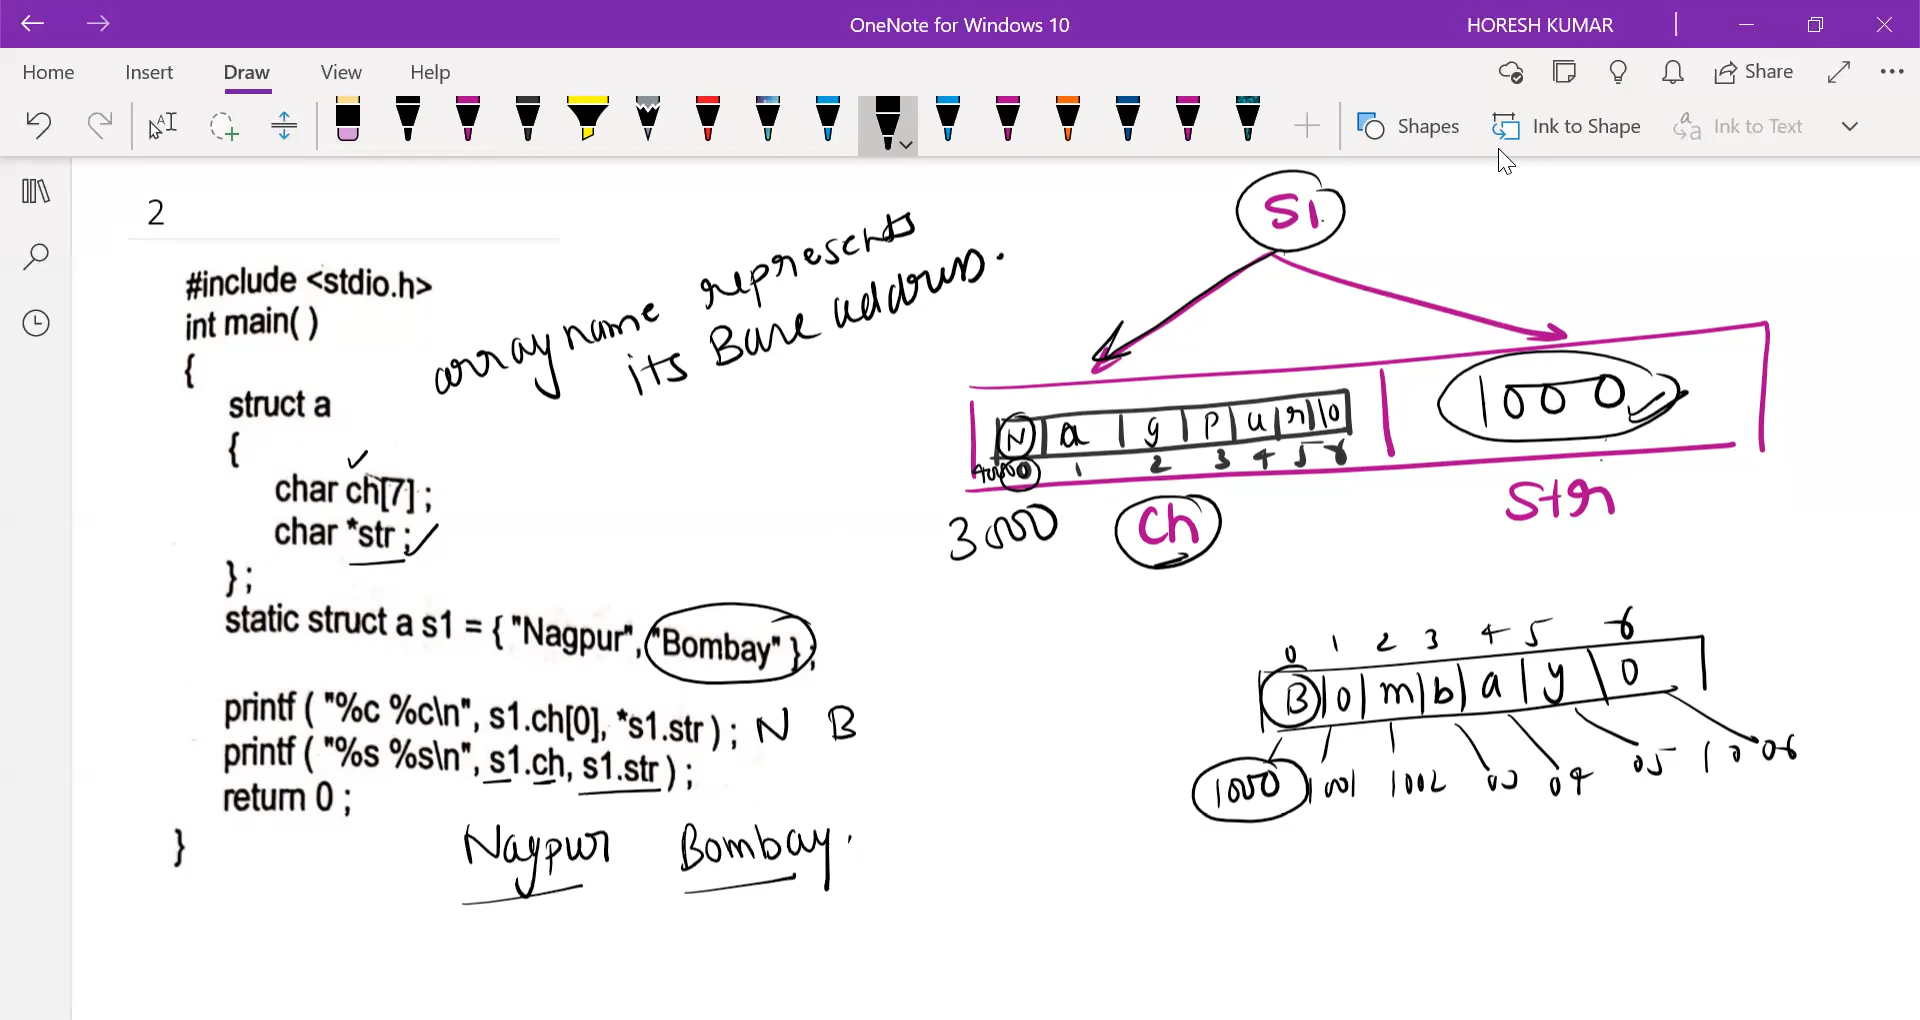 OneNote for Windows 10
HORESH KUMAR
Home Insert Draw View Help
Share
Shapes Ink to Shape Ink to Text
2
#include <stdio.h>
int main( )
{
struct a
{
char ch[7] ;
char *str ;
} ;
static struct a s1 = { "Nagpur", "Bombay" } ;
printf ( "%c %c\n", s1.ch[0], *s1.str ) ; N B
printf ( "%s %s\n", s1.ch, s1.str ) ;
return 0 ;
}
Nagpur Bombay.
array name represents
its Base address.
S1
N a g p u r \0
0 1 2 3 4 5 6
1000
3000
Ch
Str
0 1 2 3 4 5 6
B o m b a y \0
1000 1001 1002 03 04 05 1006